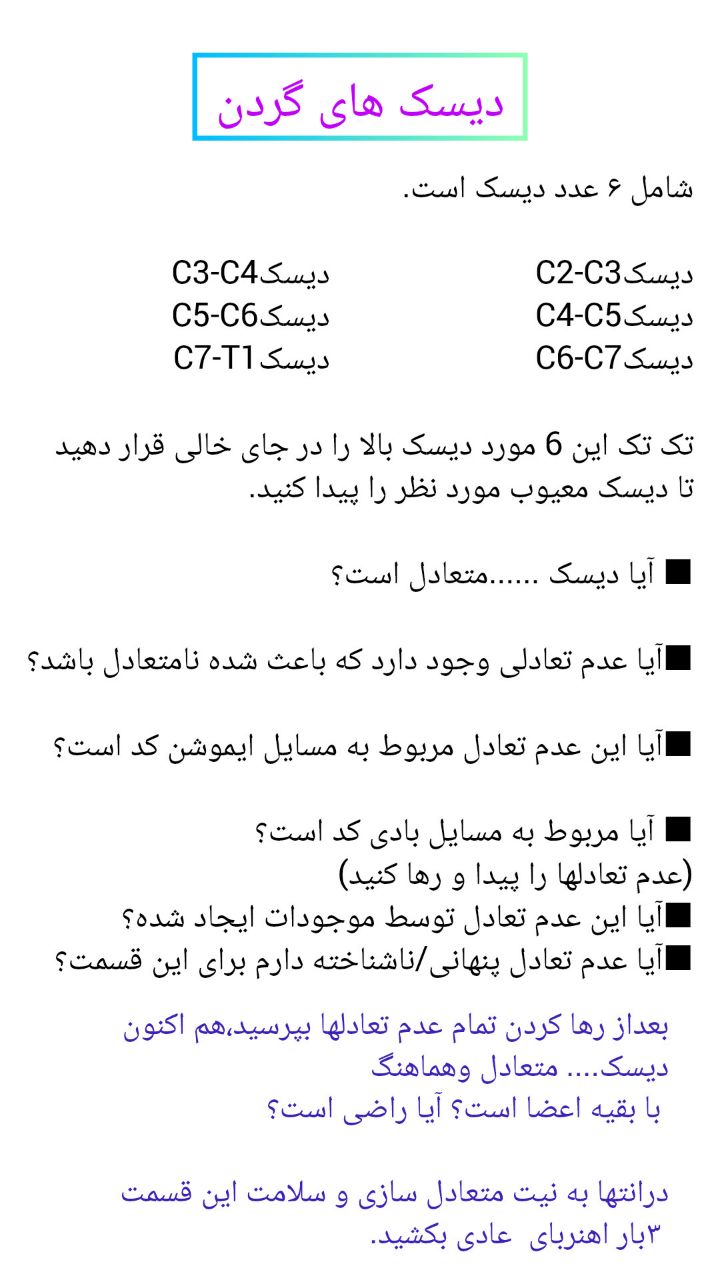 دیسک های گردن
شامل ۶ عدد دیسک است.
دیسکC2-C3 دیسکC3-C4
دیسکC4-C5 دیسکC5-C6
دیسکC6-C7 دیسکC7-T1
تک تک این 6 مورد دیسک بالا را در جای خالی قرار دهید
تا دیسک معیوب مورد نظر را پیدا کنید.
■ آیا دیسک ......متعادل است؟
■آیا عدم تعادلی وجود دارد که باعث شده نامتعادل باشد؟
■آیا این عدم تعادل مربوط به مسایل ایموشن کد است؟
■ آیا مربوط به مسایل بادی کد است؟
(عدم تعادلها را پیدا و رها کنید)
■آیا این عدم تعادل توسط موجودات ایجاد شده؟
■آیا عدم تعادل پنهانی/ناشناخته دارم برای این قسمت؟
بعداز رها کردن تمام عدم تعادلها بپرسید،هم اکنون
دیسک.... متعادل وهماهنگ
با بقیه اعضا است؟ آیا راضی است؟
درانتها به نیت متعادل سازی و سلامت این قسمت
۳بار اهنربای عادی بکشید.